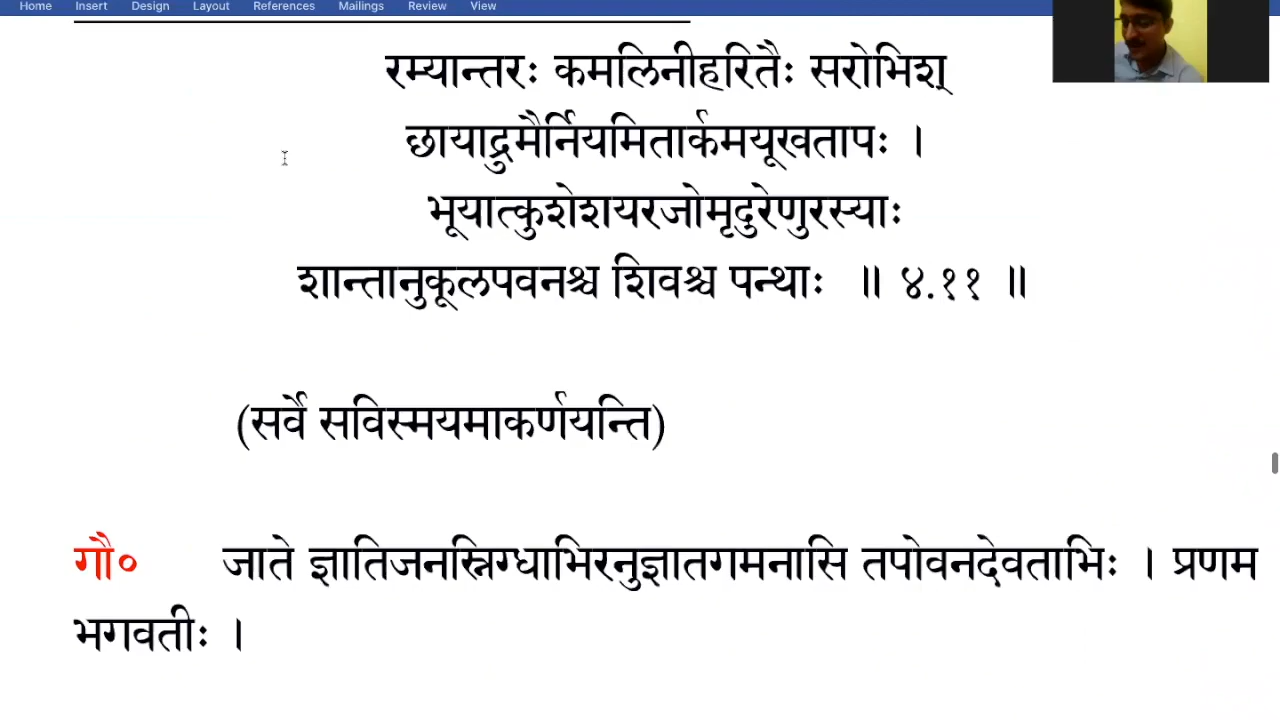 Home Insert Design Layout References Mailings Review View
रम्यान्तरः कमलिनीहरितैः सरोभिश्
छायाद्रुमैर्नियमितार्कमयूखतापः ।
भूयात्कुशेशयरजोमृदुरेणुरस्याः
शान्तानुकूलपवनश्च शिवश्च पन्थाः ॥ ४.११ ॥
(सर्वे सविस्मयमाकर्णयन्ति)
गौ० जाते ज्ञातिजनस्निग्धाभिरनुज्ञातगमनासि तपोवनदेवताभिः । प्रणम
भगवतीः ।